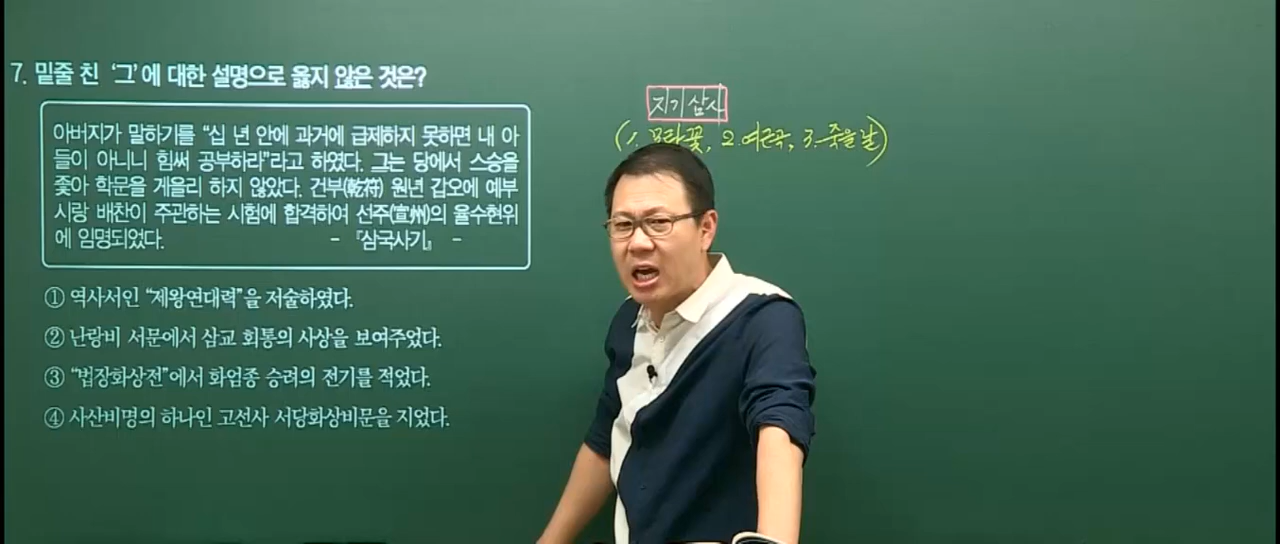 7. 밑줄 친 '그'에 대한 설명으로 옳지 않은 것은?
아버지가 말하기를 “십 년 안에 과거에 급제하지 못하면 내 아
들이 아니니 힘써 공부하라”라고 하였다. 그는 당에서 스승을
좇아 학문을 게을리 하지 않았다. 건부(乾符) 원년 갑오에 예부
시랑 배찬이 주관하는 시험에 합격하여 선주(宣州)의 율수현위
에 임명되었다. - 『삼국사기』 -
① 역사서인 “제왕연대력”을 저술하였다.
② 난랑비 서문에서 삼교 회통의 사상을 보여주었다.
③ “법장화상전”에서 화엄종 승려의 전기를 적었다.
④ 사산비명의 하나인 고선사 서당화상비문을 지었다.
지기삼사
(1. 모란꽃, 2. 여근곡, 3. 죽을 날)